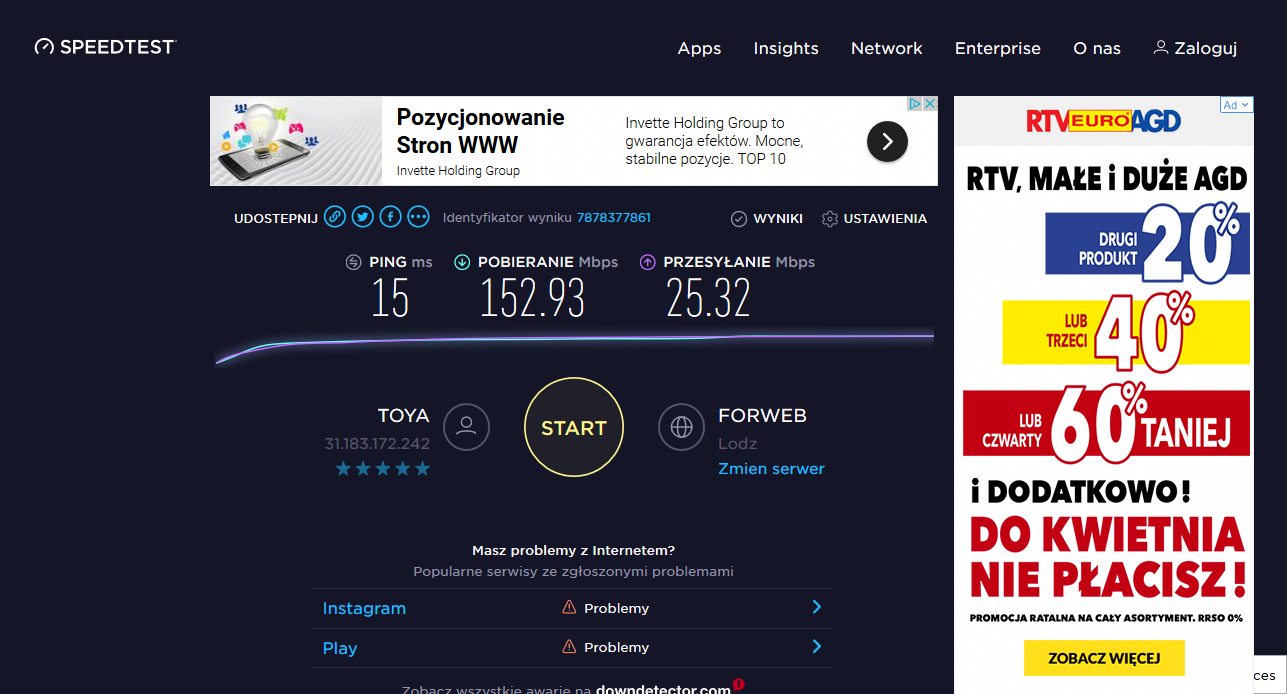 SPEEDTEST
Apps Insights Network Enterprise O nas Zaloguj
Pozycjonowanie
Stron WWW
Invette Holding Group
Invette Holding Group to
gwarancja efektów. Mocne,
stabilne pozycje. TOP 10
UDOSTEPNIJ Identyfikator wyniku 7878377861 WYNIKI USTAWIENIA
PING ms POBIERANIE Mbps PRZESYŁANIE Mbps
15 152.93 25.32
TOYA
31.183.172.242
START
FORWEB
Lodz
Zmien serwer
Masz problemy z Internetem?
Popularne serwisy ze zgłoszonymi problemami
Instagram Problemy
Play Problemy
Zobacz wszystkie awarie na downdetector.com
Ad
RTV EURO AGD
RTV, MAŁE i DUŻE AGD
DRUGI
PRODUKT 20%
LUB
TRZECI 40%
LUB
CZWARTY 60% TANIEJ
i DODATKOWO!
DO KWIETNIA
NIE PŁACISZ!
PROMOCJA RATALNA NA CAŁY ASORTYMENT. RRSO 0%
ZOBACZ WIĘCEJ
ces